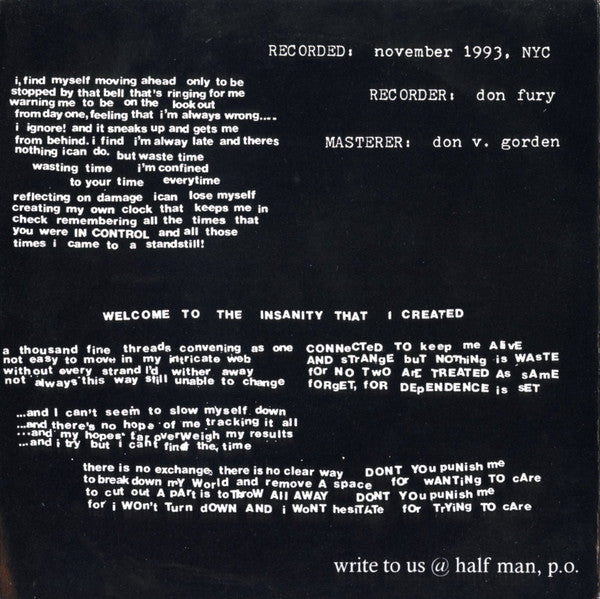 RECORDED: november 1993, NYC
RECORDER: don fury
MASTERER: don v. gorden
i, find myself moving ahead only to be
stopped by that bell that's ringing for me
warning me to be on the look out
from day one, feeling that i'm always wrong....
i ignore! and it sneaks up and gets me
from behind. i find i'm alway late and theres
nothing ican do. but waste time
wasting time i'm confined
to your time everytime
reflecting on damage ican lose myself
creating my own clock that keeps me in
check remembering all the times that
you were IN CONTROL and all those
times i came to a standstill!
WELCOME TO THE INSANITY THAT I CREATED
a thousand fine threads convening as one CONNeCTeD TO keep me AliVE
not easy to move in my intricate web AND sTrANGe buT NOTHiNg is WASTE
without every strand I'd wither away for NO TwO ArE TREATED As sAmE
not always this way still unable to change fORgET, fOR DEpENDENCE is sET
...and I can't seem to slow myself down
...and there's no hope of me tracking it all
...and my hopes far overweigh my results
...and i try but i can't find the, time
there is no exchange, there is no clear way DONT YOu puNish me
to break down mY World and remove A space for wANTiNg TO cAre
to cut out A pArt is to ThroW All AWAY DONT YOu puNish me
for i WON't Turn dOWN AND i WoNT hesiTATe fOr TrYiNg TO cAre
write to us @ half man, p.o.